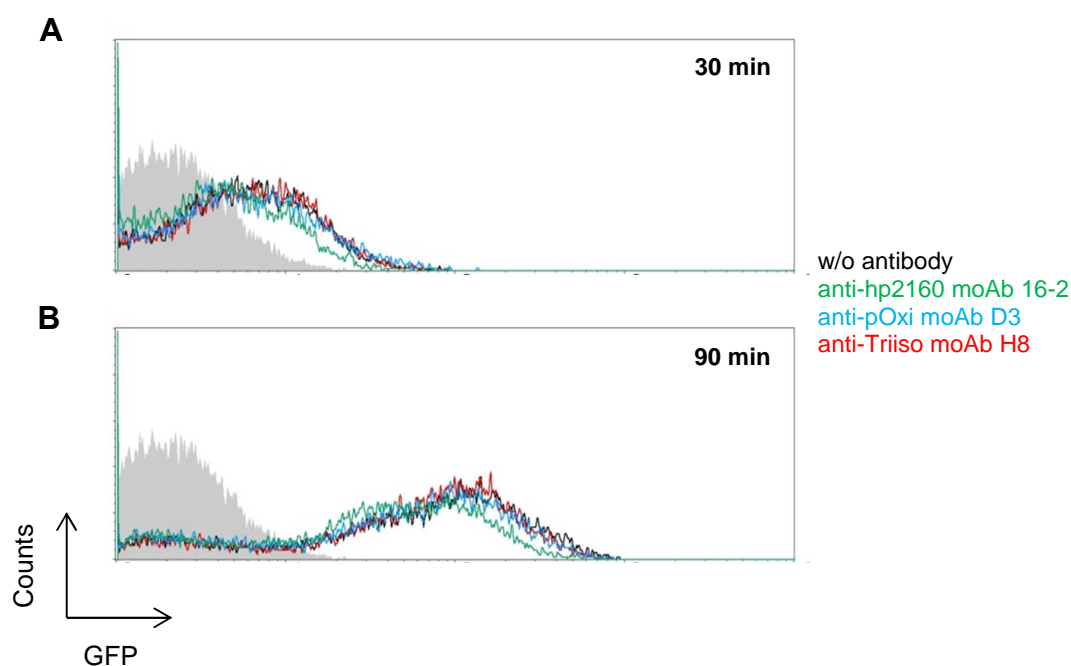 A
30 min
w/o antibody
anti-hp2160 moAb 16-2
anti-pOxi moAb D3
anti-Triiso moAb H8
B
90 min
Counts
GFP